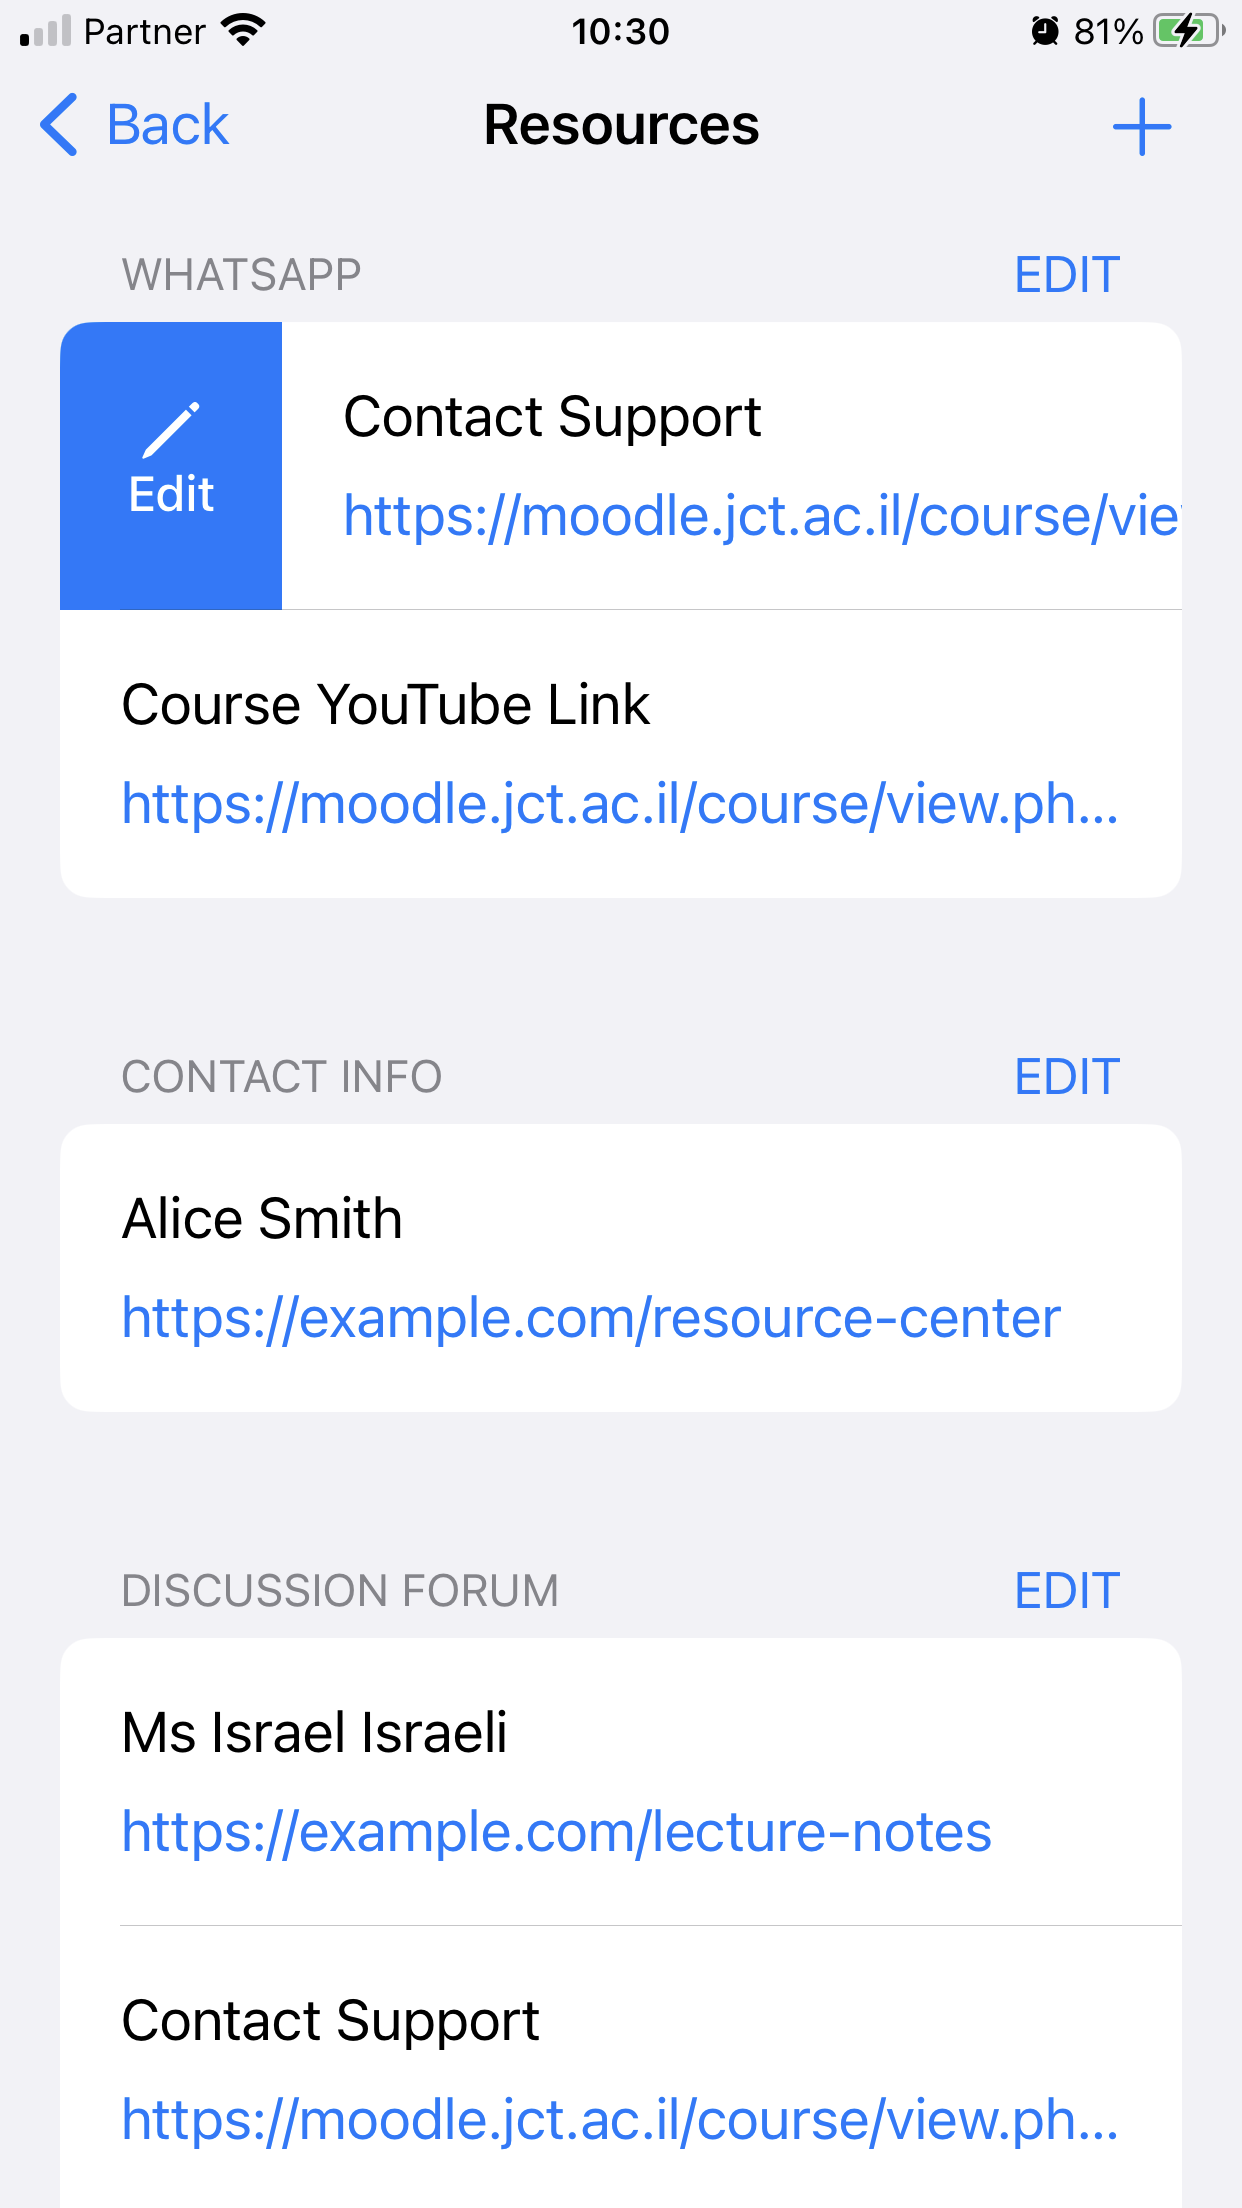 Partner 10:30 81%
Back Resources
WHATSAPP EDIT
Edit
Contact Support
https://moodle.jct.ac.il/course/vie
Course YouTube Link
https://moodle.jct.ac.il/course/view.ph...
CONTACT INFO EDIT
Alice Smith
https://example.com/resource-center
DISCUSSION FORUM EDIT
Ms Israel Israeli
https://example.com/lecture-notes
Contact Support
https://moodle.jct.ac.il/course/view.ph...